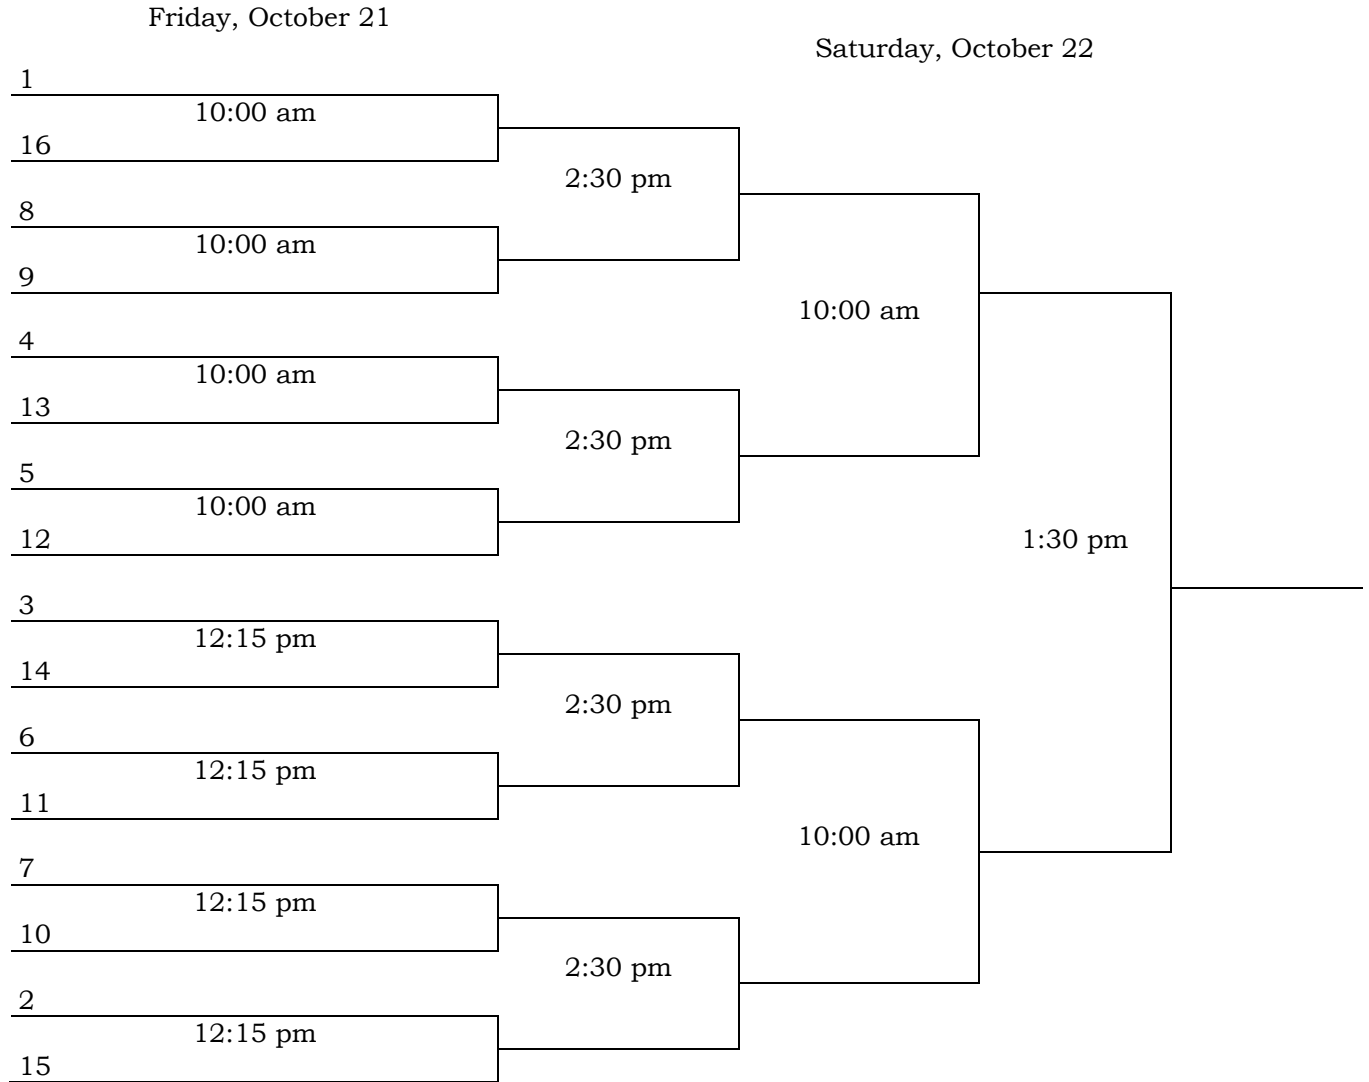 Friday, October 21
Saturday, October 22
1
10:00 am
16
2:30 pm
8
10:00 am
9
10:00 am
4
10:00 am
13
2:30 pm
5
10:00 am
12
1:30 pm
3
12:15 pm
14
2:30 pm
6
12:15 pm
11
10:00 am
7
12:15 pm
10
2:30 pm
2
12:15 pm
15